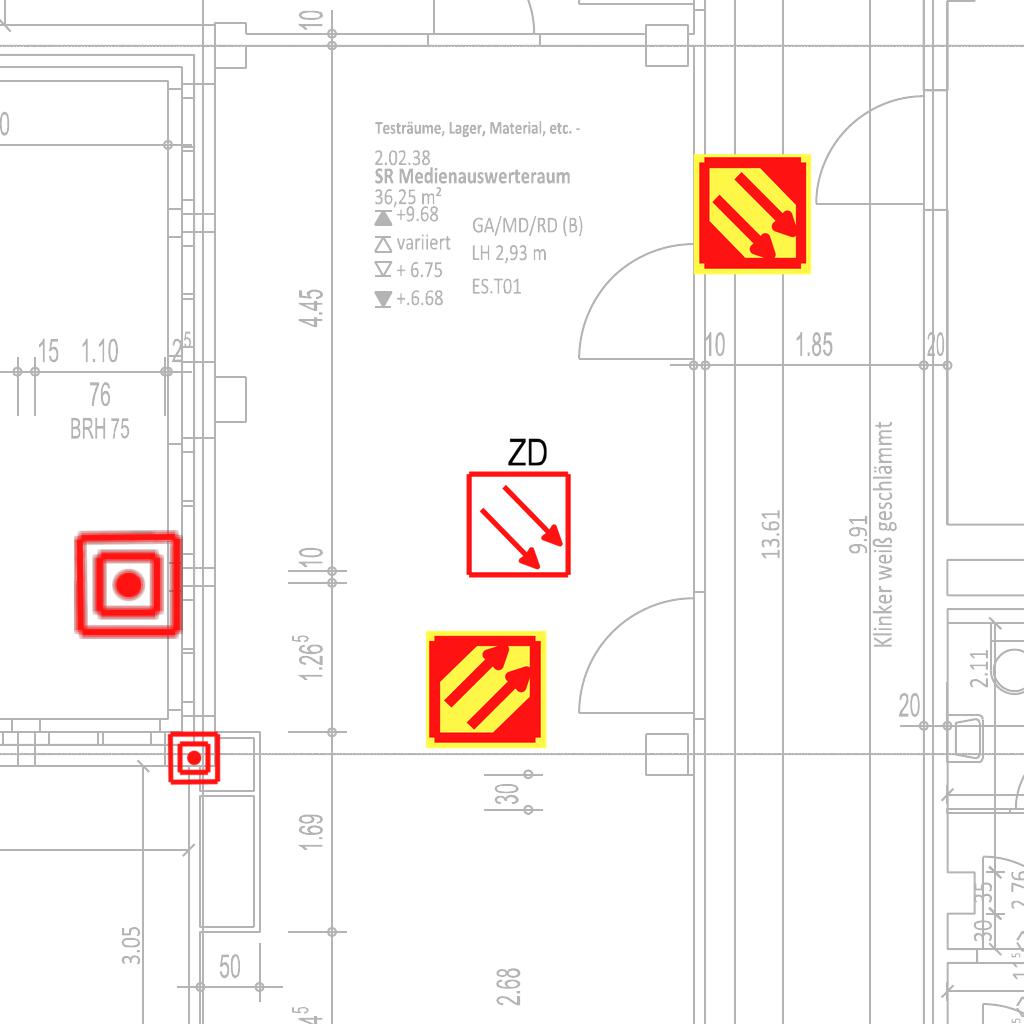 10
0
Testräume, Lager, Material, etc. -
2.02.38
SR Medienauswerteraum
36,25 m²
+9.68
variiert
+ 6.75
+.6.68
GA/MD/RD (B)
LH 2,93 m
ES.T01
4.45
15 1.10 2⁵
76
BRH 75
10 1.85 20
ZD
13.61
9.91
Klinker weiß geschlämmt
10
1.26⁵
2.11
20
30
1.69
35
30
2.76
3.05
50
2.68